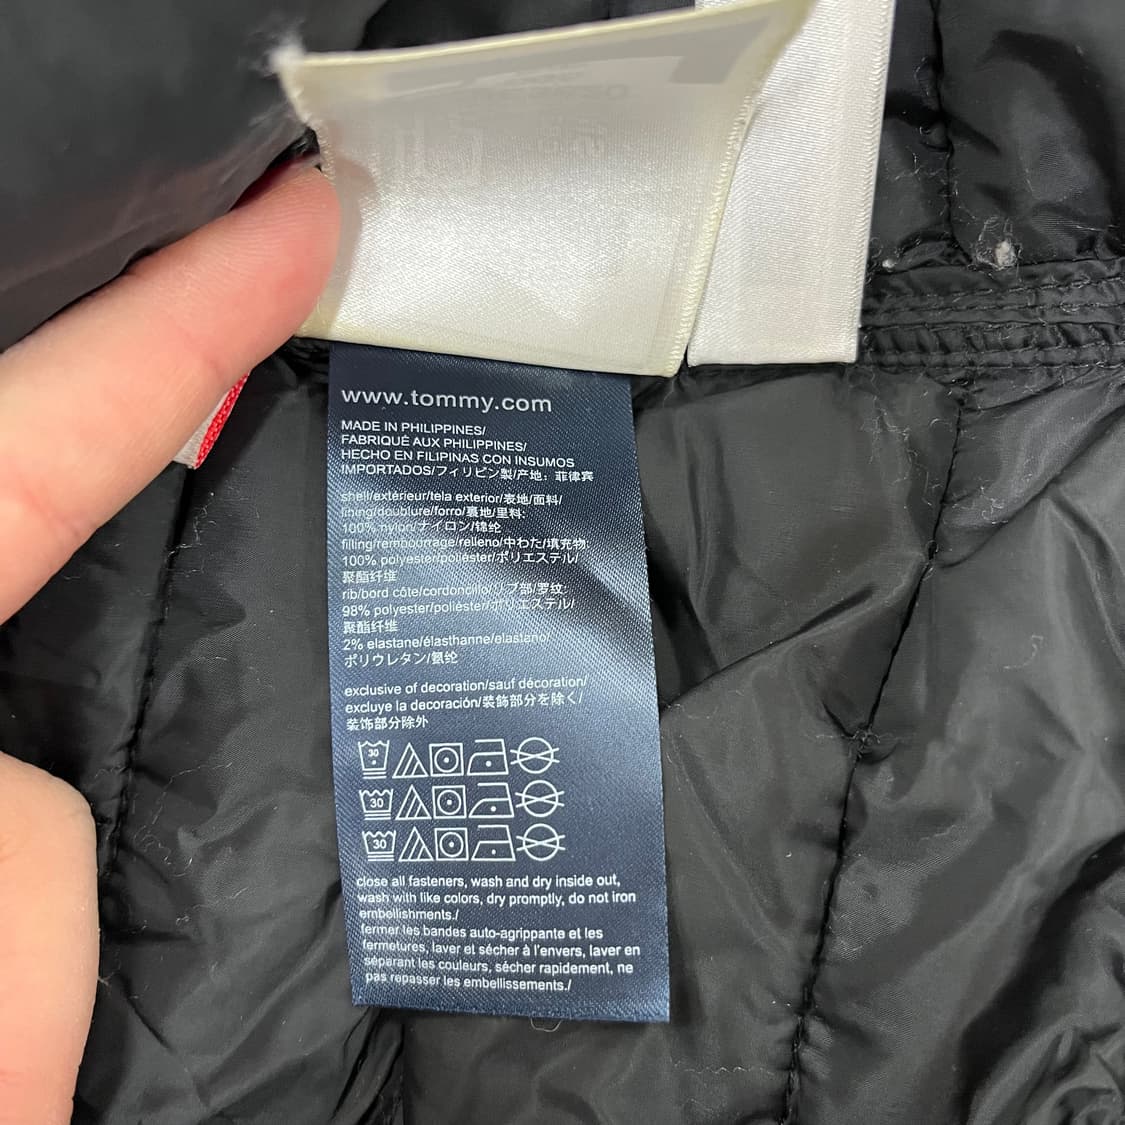 www.tommy.com
MADE IN PHILIPPINES/
FABRIQUÉ AUX PHILIPPINES/
HECHO EN FILIPINAS CON INSUMOS
IMPORTADOS/フィリピン製/产地：菲律宾
shell/extérieur/tela exterior/表地/面料/
lining/doublure/forro/裏地/里料:
100% nylon/ナイロン/锦纶
filling/rembourrage/relleno/中わた/填充物:
100% polyester/poliéster/ポリエステル/
聚酯纤维
rib/bord côte/cordoncillo/リブ部/罗纹:
98% polyester/poliéster/ポリエステル/
聚酯纤维
2% elastane/élasthanne/elasteno/
ポリウレタン/氨纶
exclusive of decoration/sauf décoration/
excluye la decoración/装飾部分を除く/
装饰部分除外
30
30
30
close all fasteners, wash and dry inside out,
wash with like colors, dry promptly, do not iron
embellishments./
fermer les bandes auto-agrippante et les
fermetures, laver et sécher à l'envers, laver en
séparant les couleurs, sécher rapidement, ne
pas repasser les embellissements./